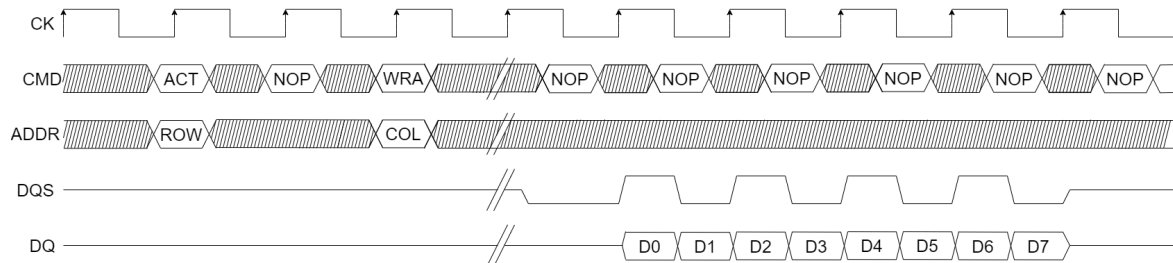 CK
CMD ACT NOP WRA NOP NOP NOP NOP NOP NOP
ADDR ROW COL
DQS
DQ D0 D1 D2 D3 D4 D5 D6 D7